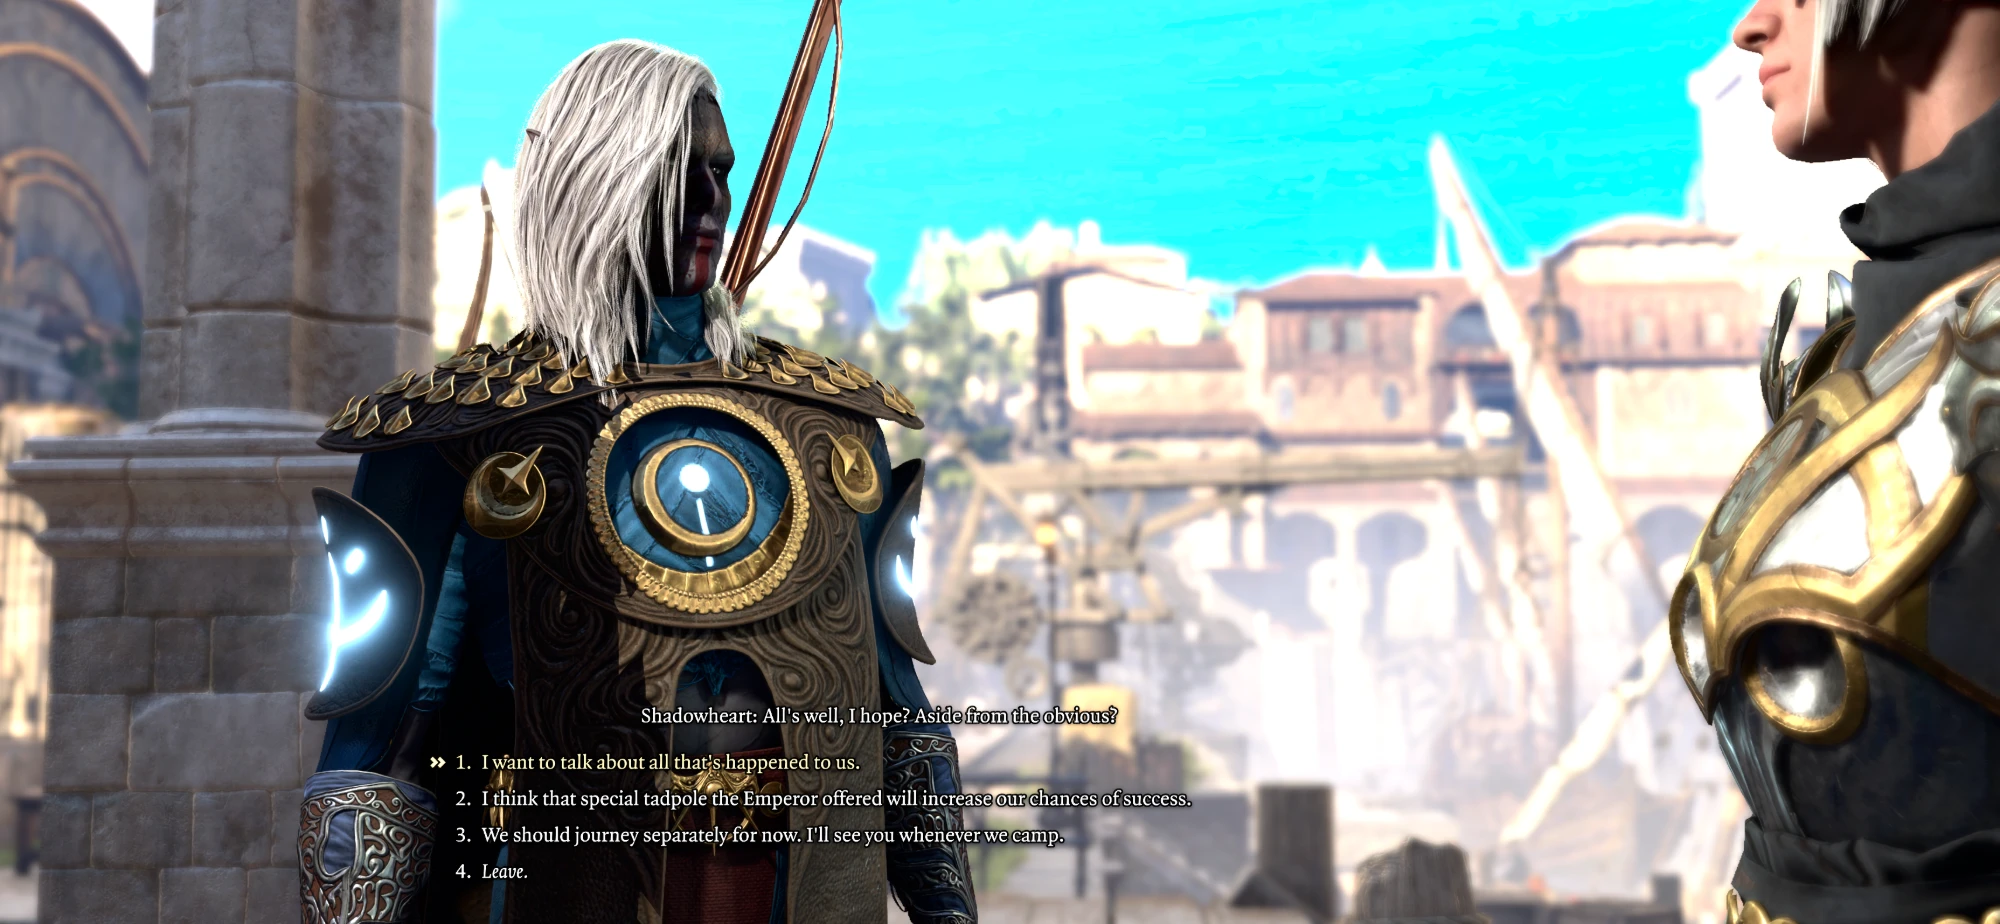 Shadowheart: All's well, I hope? Aside from the obvious?
1. I want to talk about all that's happened to us.
2. I think that special tadpole the Emperor offered will increase our chances of success.
3. We should journey separately for now. I'll see you whenever we camp.
4. Leave.